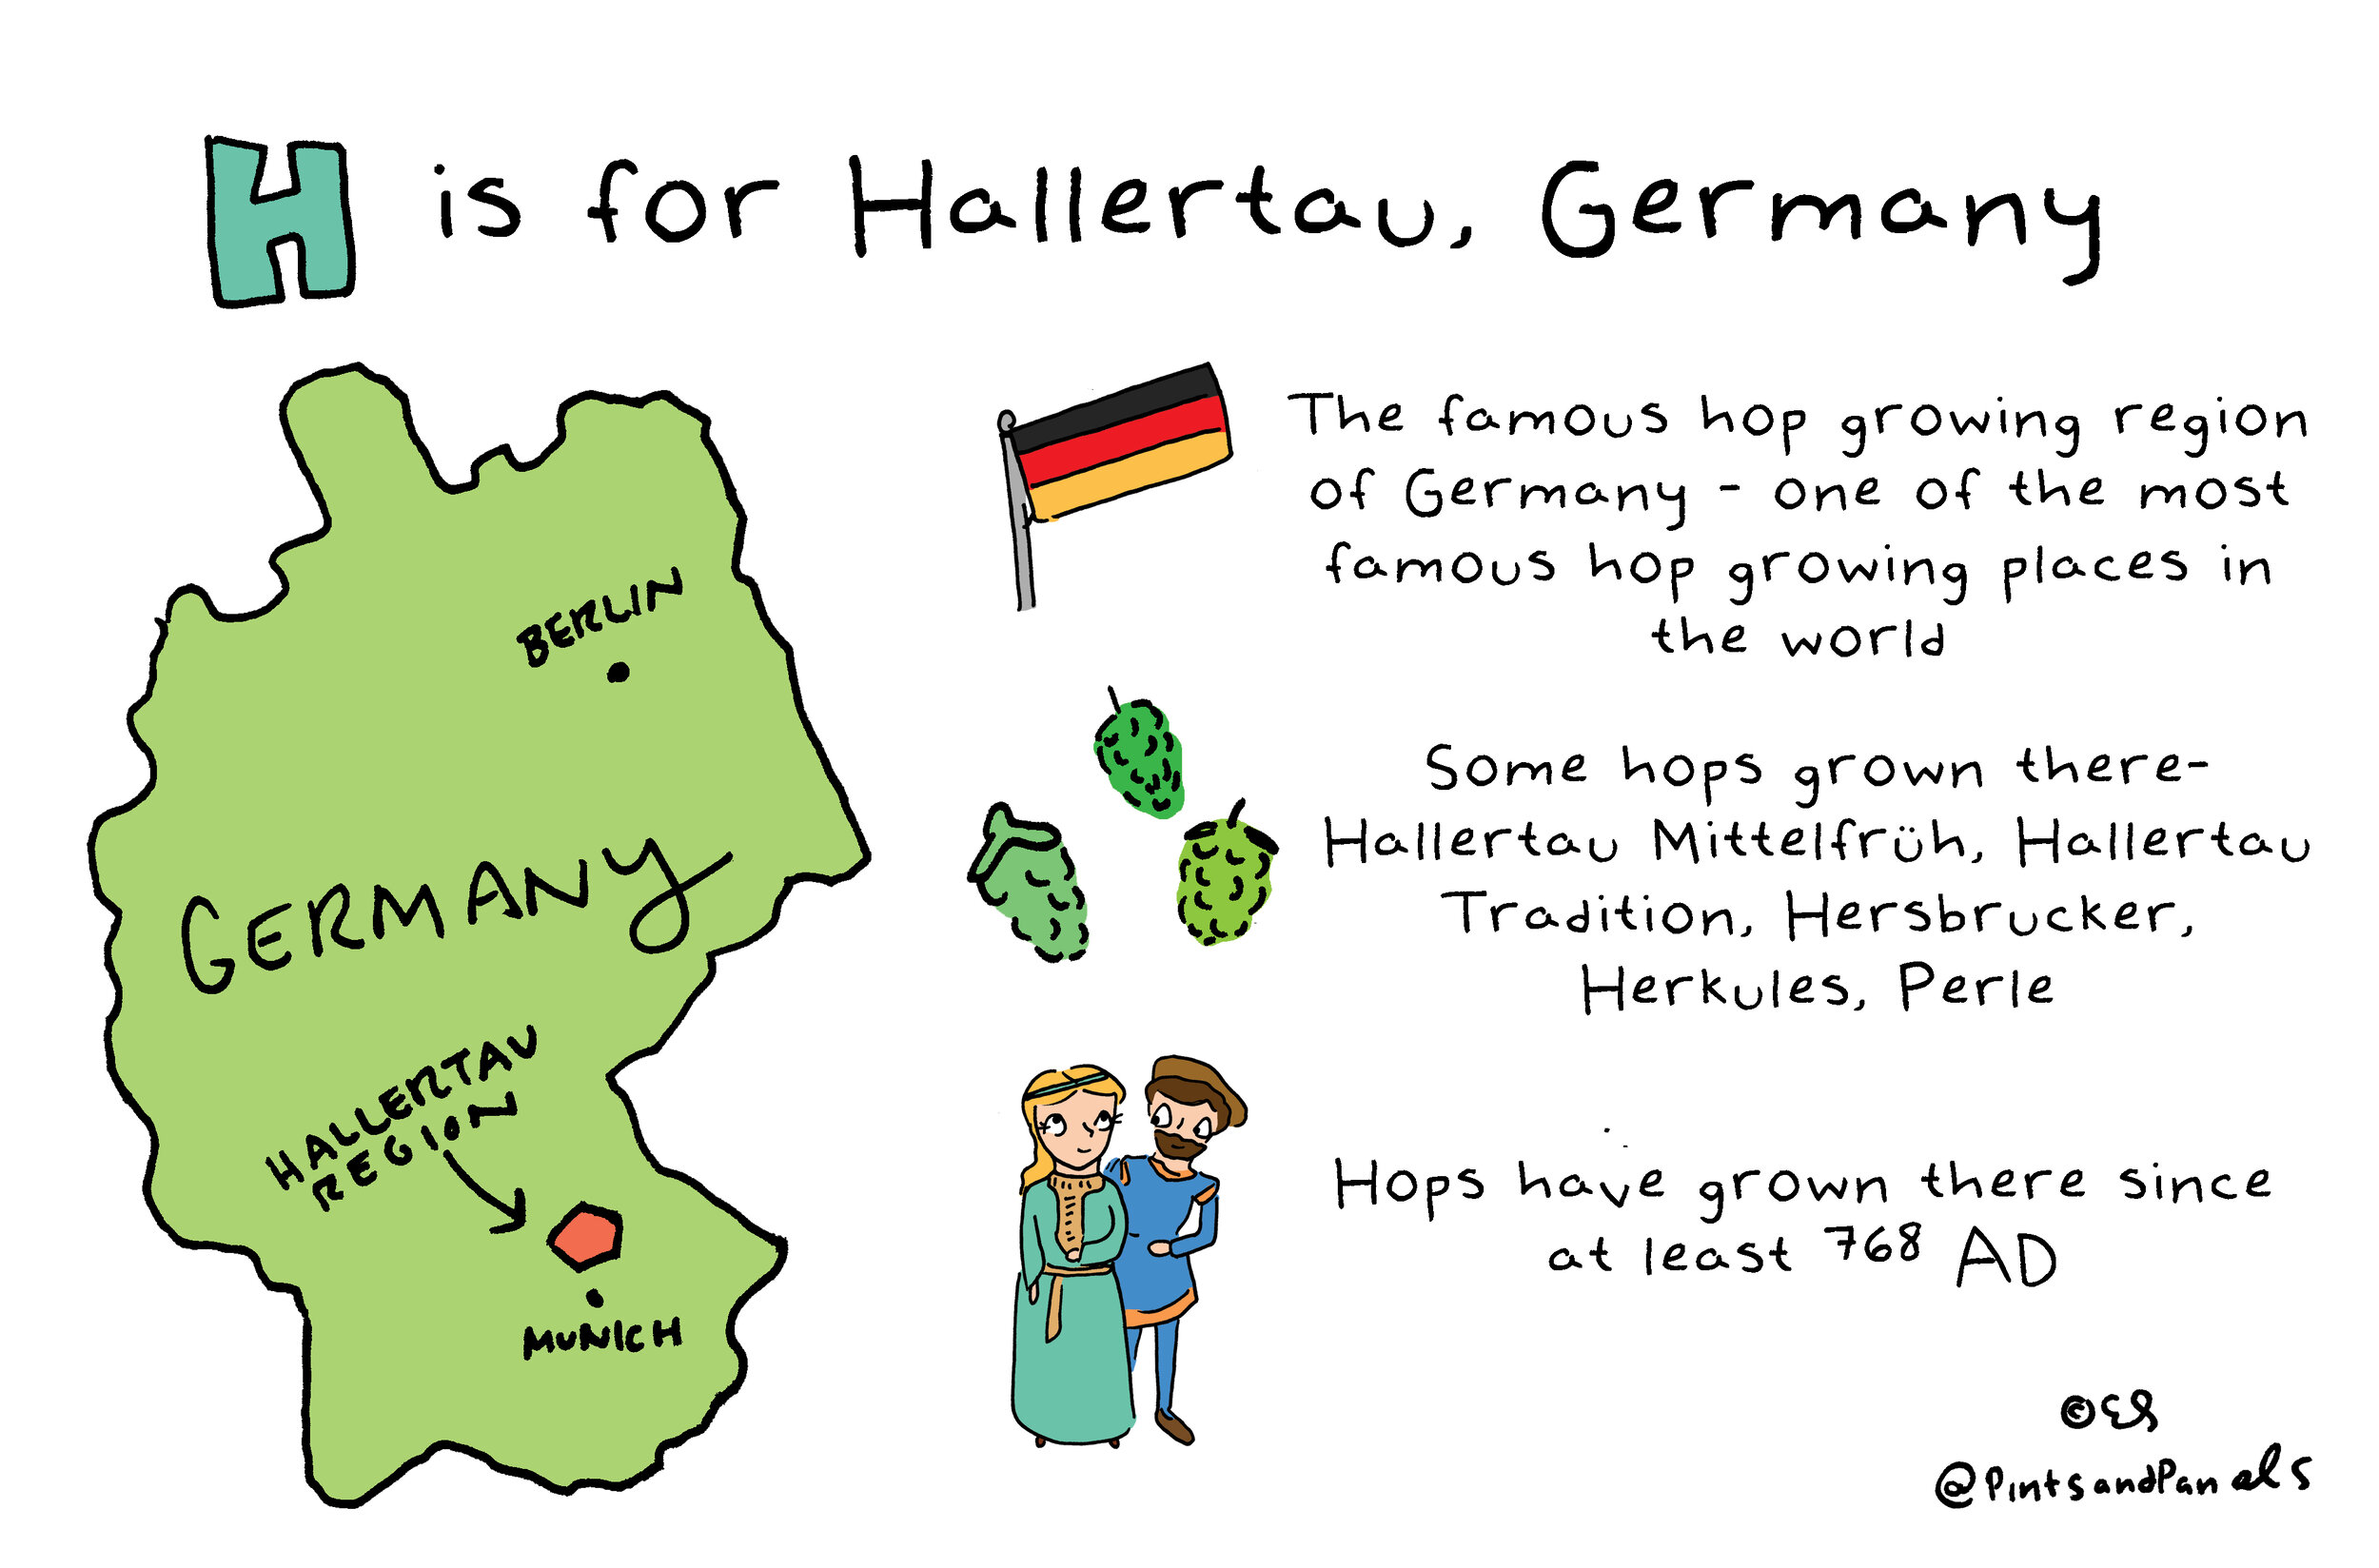 H is for Hallertau, Germany
BERLIN
GERMANY
HALLERTAU
REGION
MUNICH
The famous hop growing region
of Germany - one of the most
famous hop growing places in
the world
Some hops grown there-
Hallertau Mittelfrüh, Hallertau
Tradition, Hersbrucker,
Herkules, Perle
Hops have grown there since
at least 768 AD
©ES
@PintsandPanels